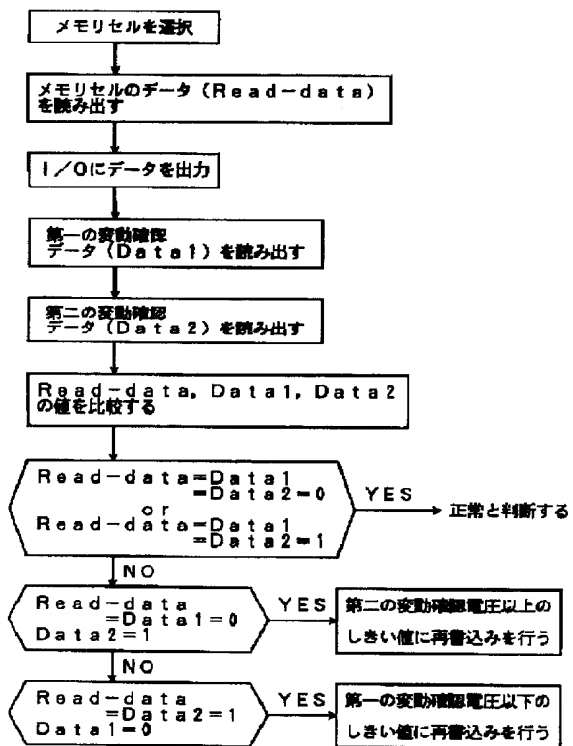 メモリセルを選択
メモリセルのデータ(Read-data)
を読み出す
I/Oにデータを出力
第一の変動確認
データ(Data1)を読み出す
第二の変動確認
データ(Data2)を読み出す
Read-data,Data1,Data2
の値を比較する
Read-data=Data1
=Data2=0
or
Read-data=Data1
=Data2=1
YES
正常と判断する
NO
Read-data
=Data1=0
Data2=1
YES
第二の変動確認電圧以上の
しきい値に再書込みを行う
NO
Read-data
=Data2=1
Data1=0
YES
第一の変動確認電圧以下の
しきい値に再書込みを行う